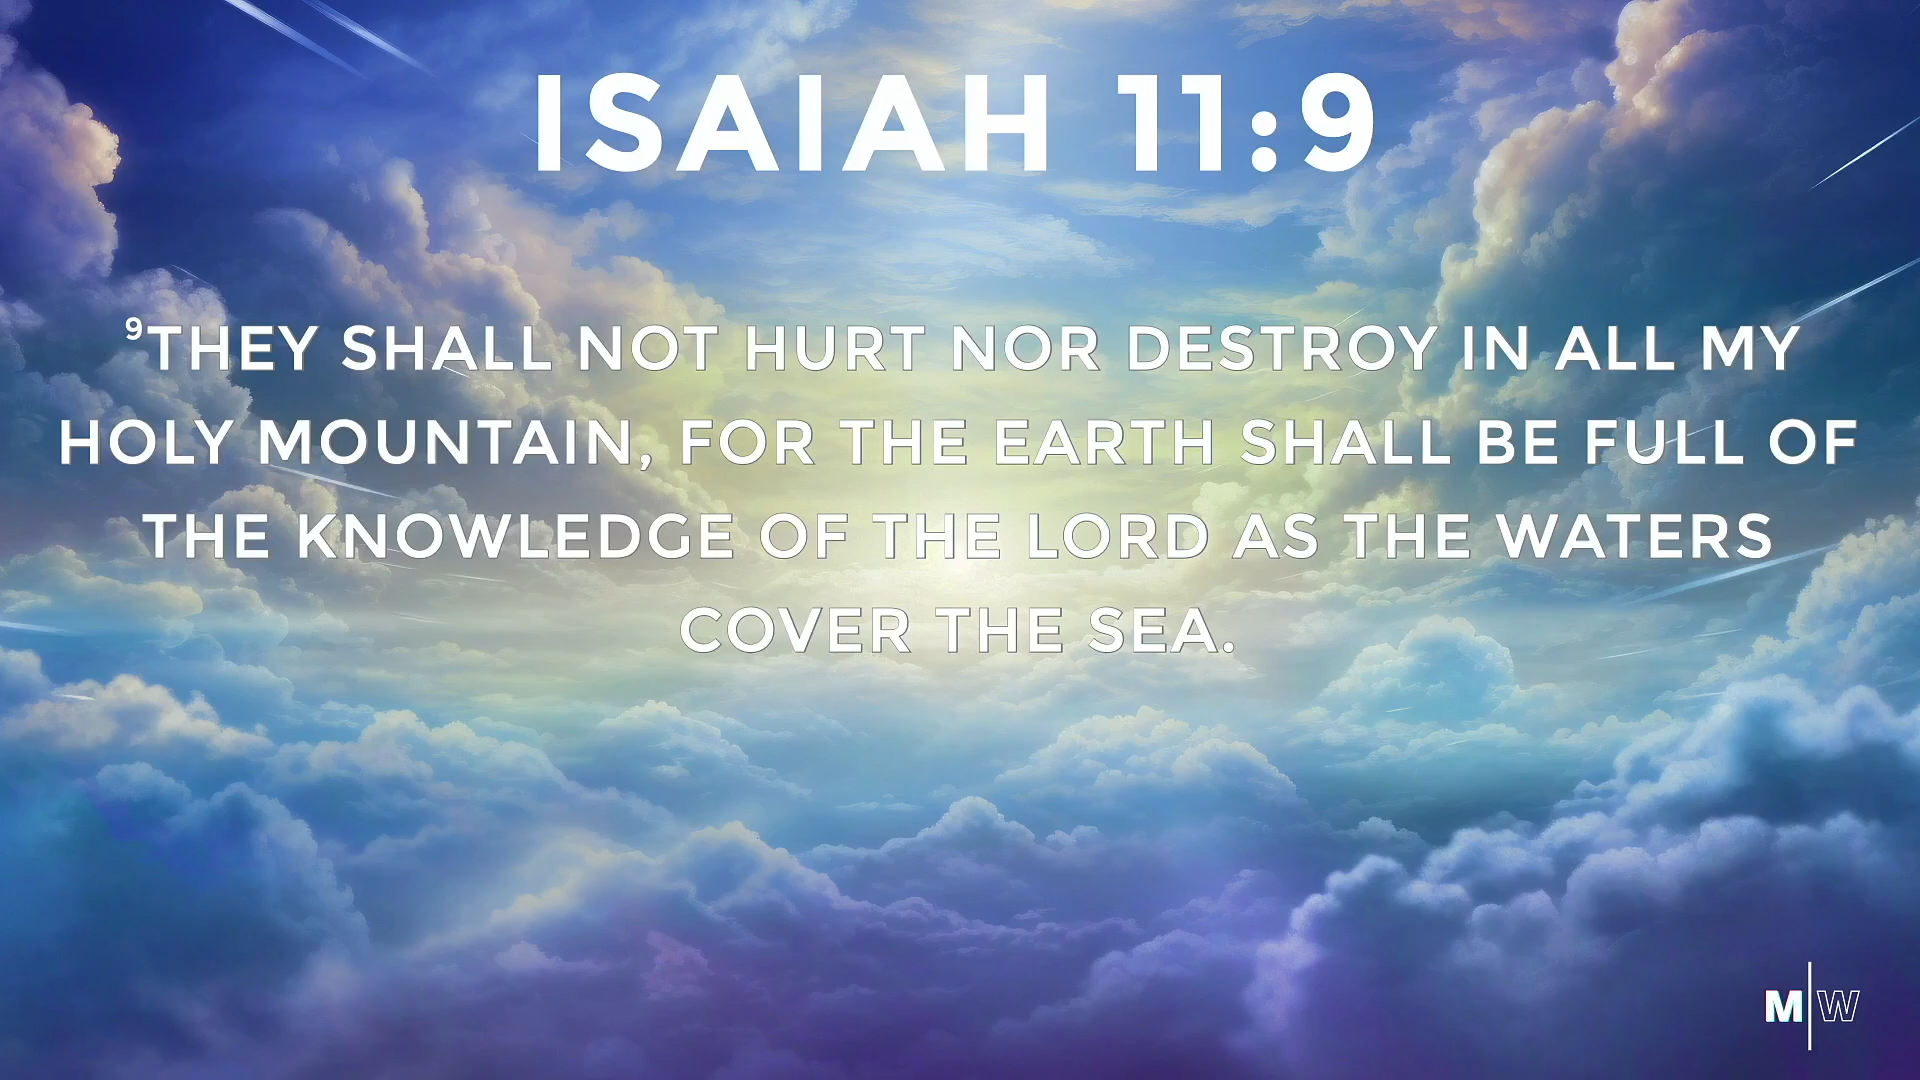 ISAIAH 11:9
⁹THEY SHALL NOT HURT NOR DESTROY IN ALL MY
HOLY MOUNTAIN, FOR THE EARTH SHALL BE FULL OF
THE KNOWLEDGE OF THE LORD AS THE WATERS
COVER THE SEA.
M|W